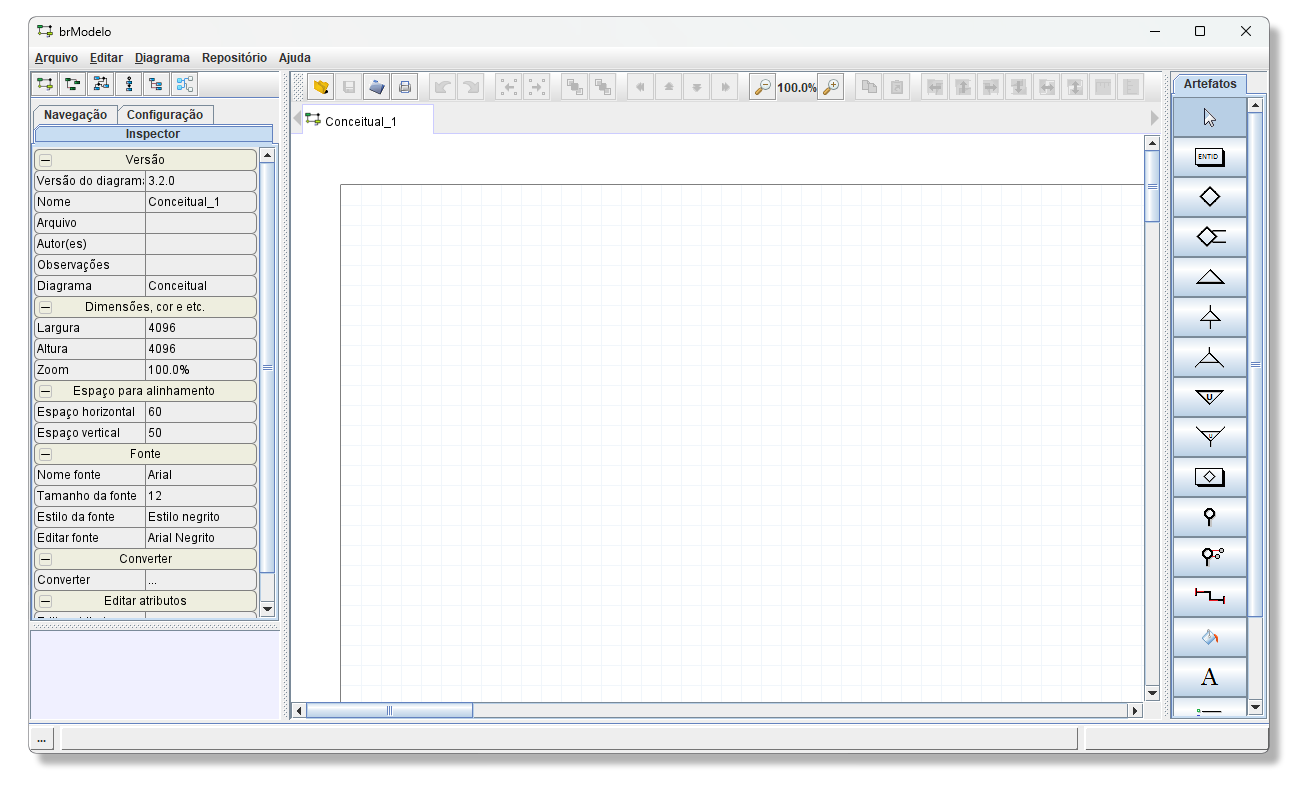 brModelo
Arquivo Editar Diagrama Repositório Ajuda
100.0%
Navegação Configuração
Inspector
Conceitual_1
Artefatos
Versão
Versão do diagram 3.2.0
Nome Conceitual_1
Arquivo
Autor(es)
Observações
Diagrama Conceitual
Dimensões, cor e etc.
Largura 4096
Altura 4096
Zoom 100.0%
Espaço para alinhamento
Espaço horizontal 60
Espaço vertical 50
Fonte
Nome fonte Arial
Tamanho da fonte 12
Estilo da fonte Estilo negrito
Editar fonte Arial Negrito
Converter
Converter ...
Editar atributos
ENTID
U
U
A
...